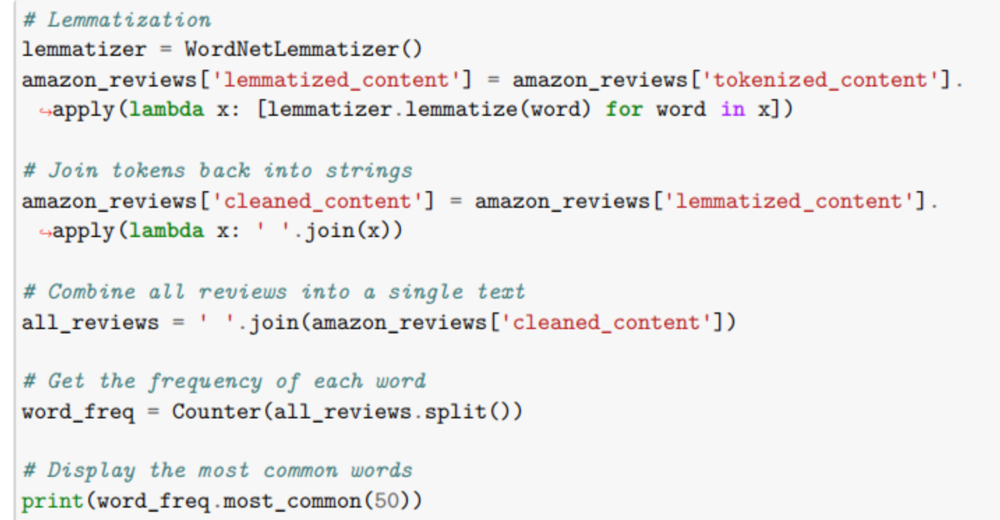 # Lemmatization
lemmatizer = WordNetLemmatizer()
amazon_reviews['lemmatized_content'] = amazon_reviews['tokenized_content'].
↪apply(lambda x: [lemmatizer.lemmatize(word) for word in x])
# Join tokens back into strings
amazon_reviews['cleaned_content'] = amazon_reviews['lemmatized_content'].
↪apply(lambda x: ' '.join(x))
# Combine all reviews into a single text
all_reviews = ' '.join(amazon_reviews['cleaned_content'])
# Get the frequency of each word
word_freq = Counter(all_reviews.split())
# Display the most common words
print(word_freq.most_common(50))